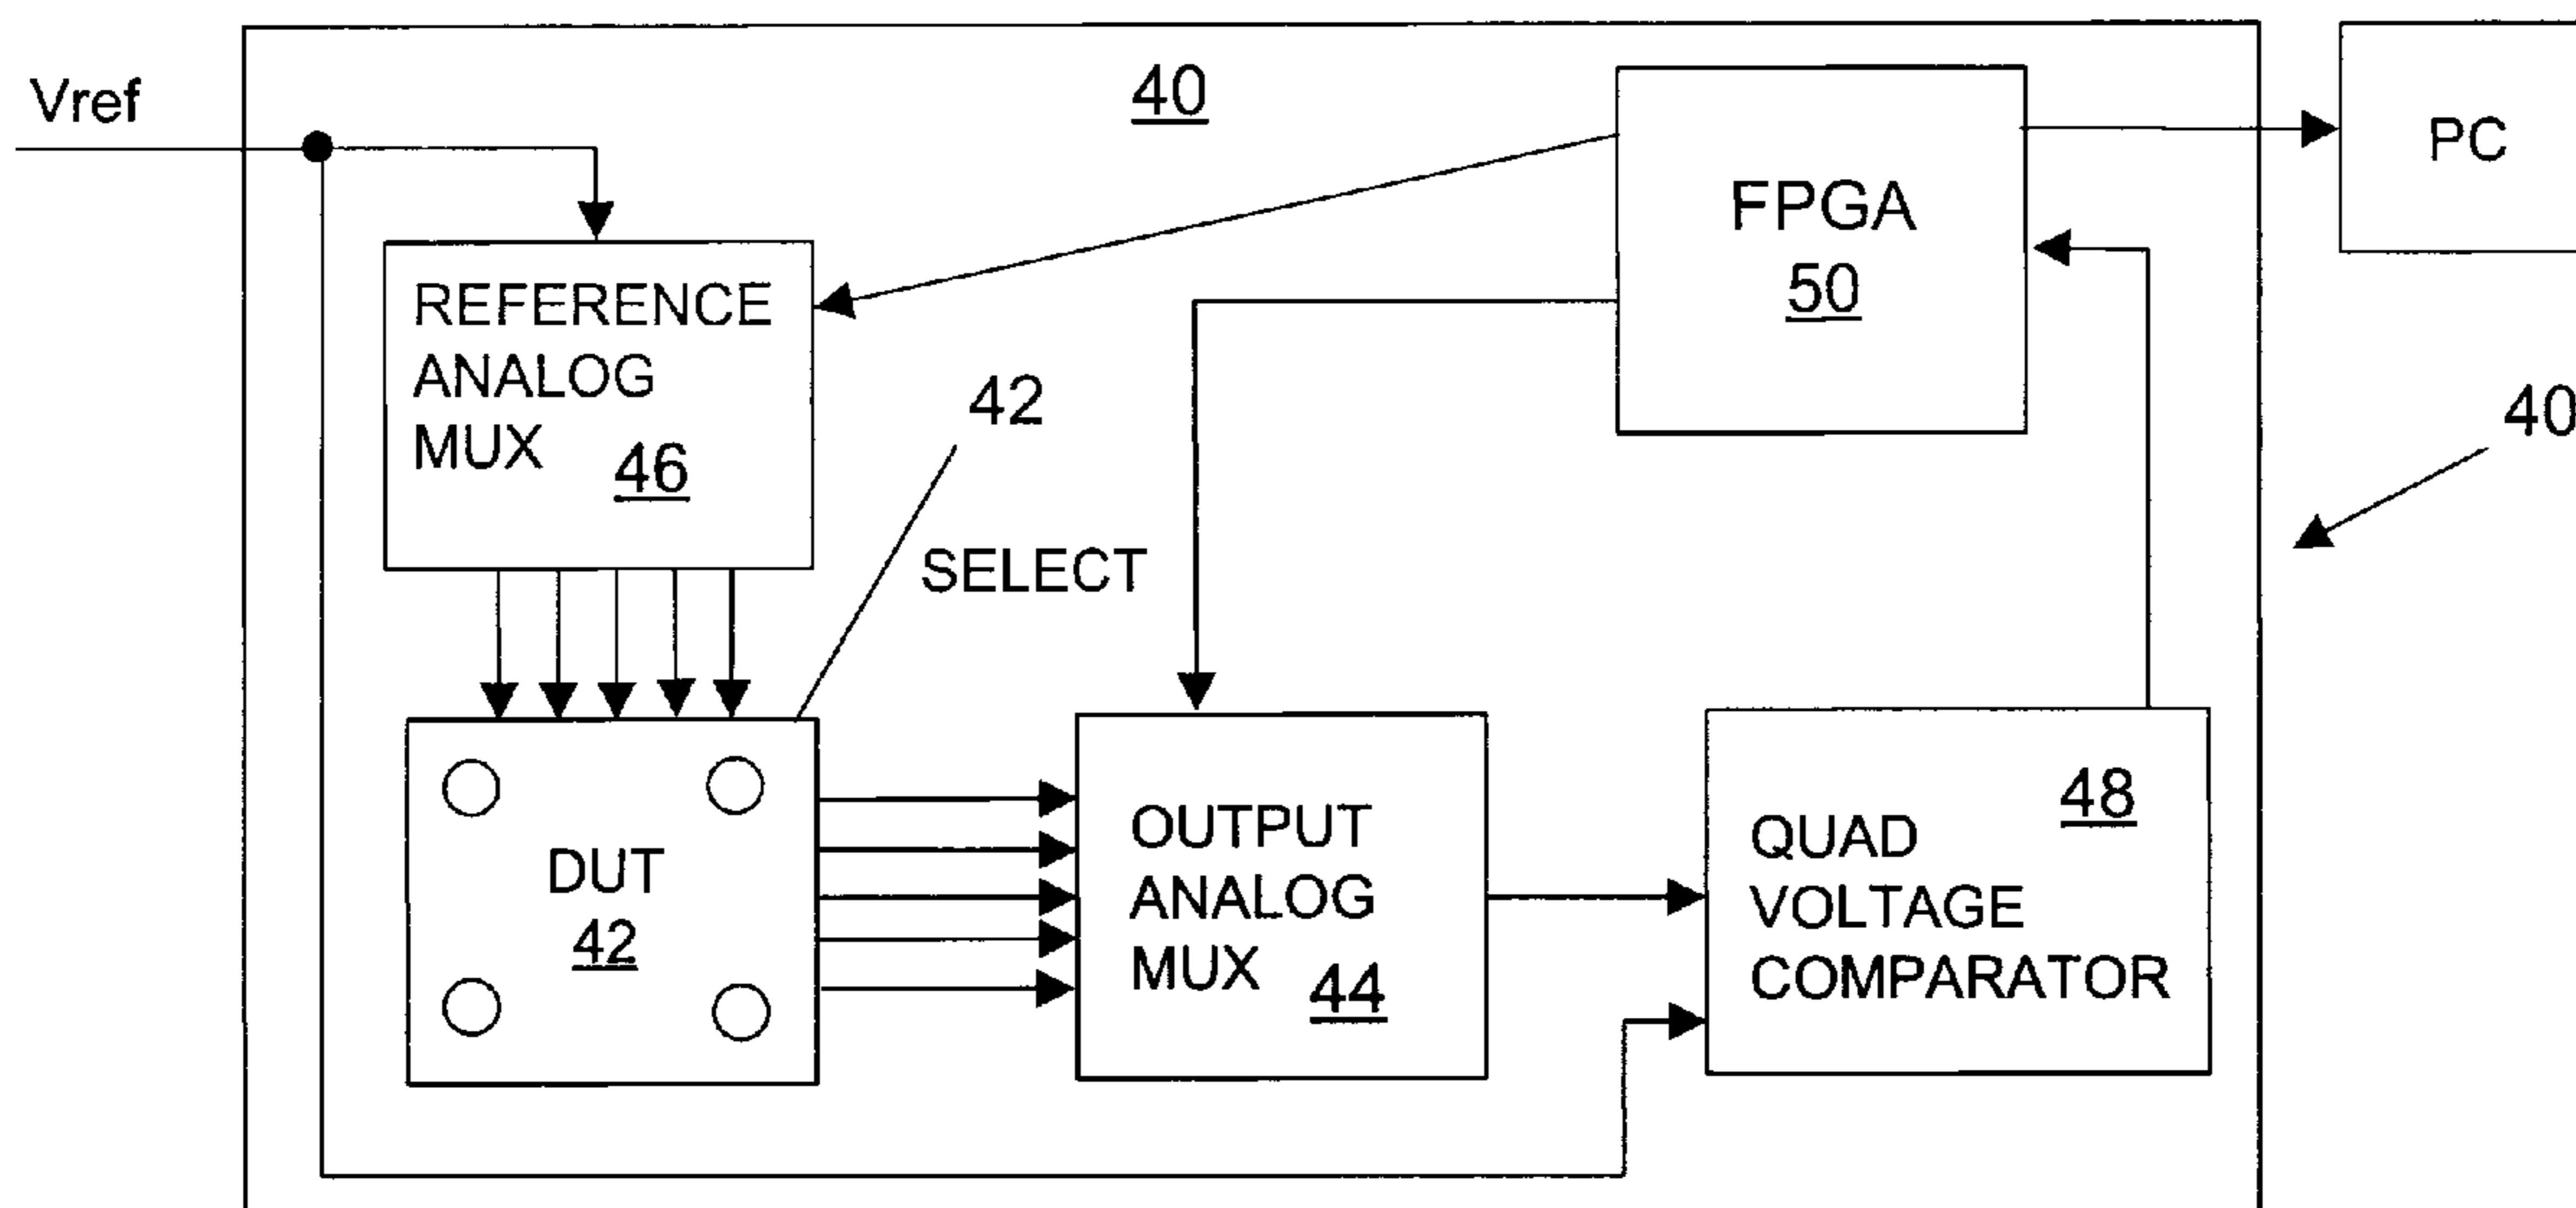 Vref
40
FPGA
50
PC
REFERENCE
ANALOG
MUX
46
42
40
SELECT
DUT
42
OUTPUT
ANALOG
MUX
44
48
QUAD
VOLTAGE
COMPARATOR